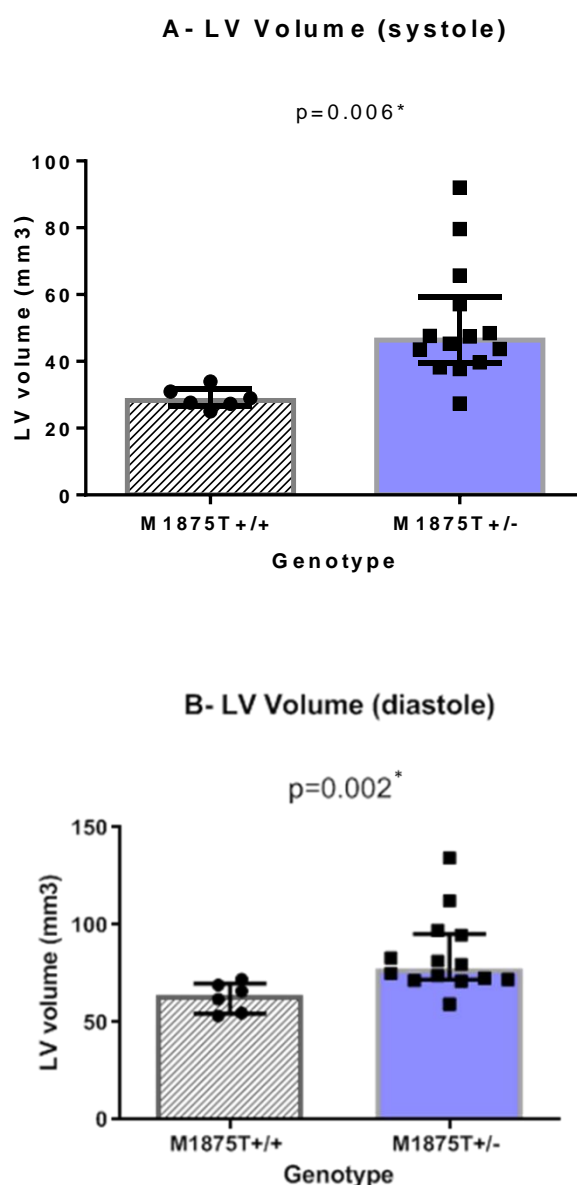 A- LV Volume (systole)
p=0.006*
100
80
60
40
20
0
LV volume (mm3)
M1875T+/+
M1875T+/-
Genotype
B- LV Volume (diastole)
p=0.002*
150
100
50
0
LV volume (mm3)
M1875T+/+
M1875T+/-
Genotype